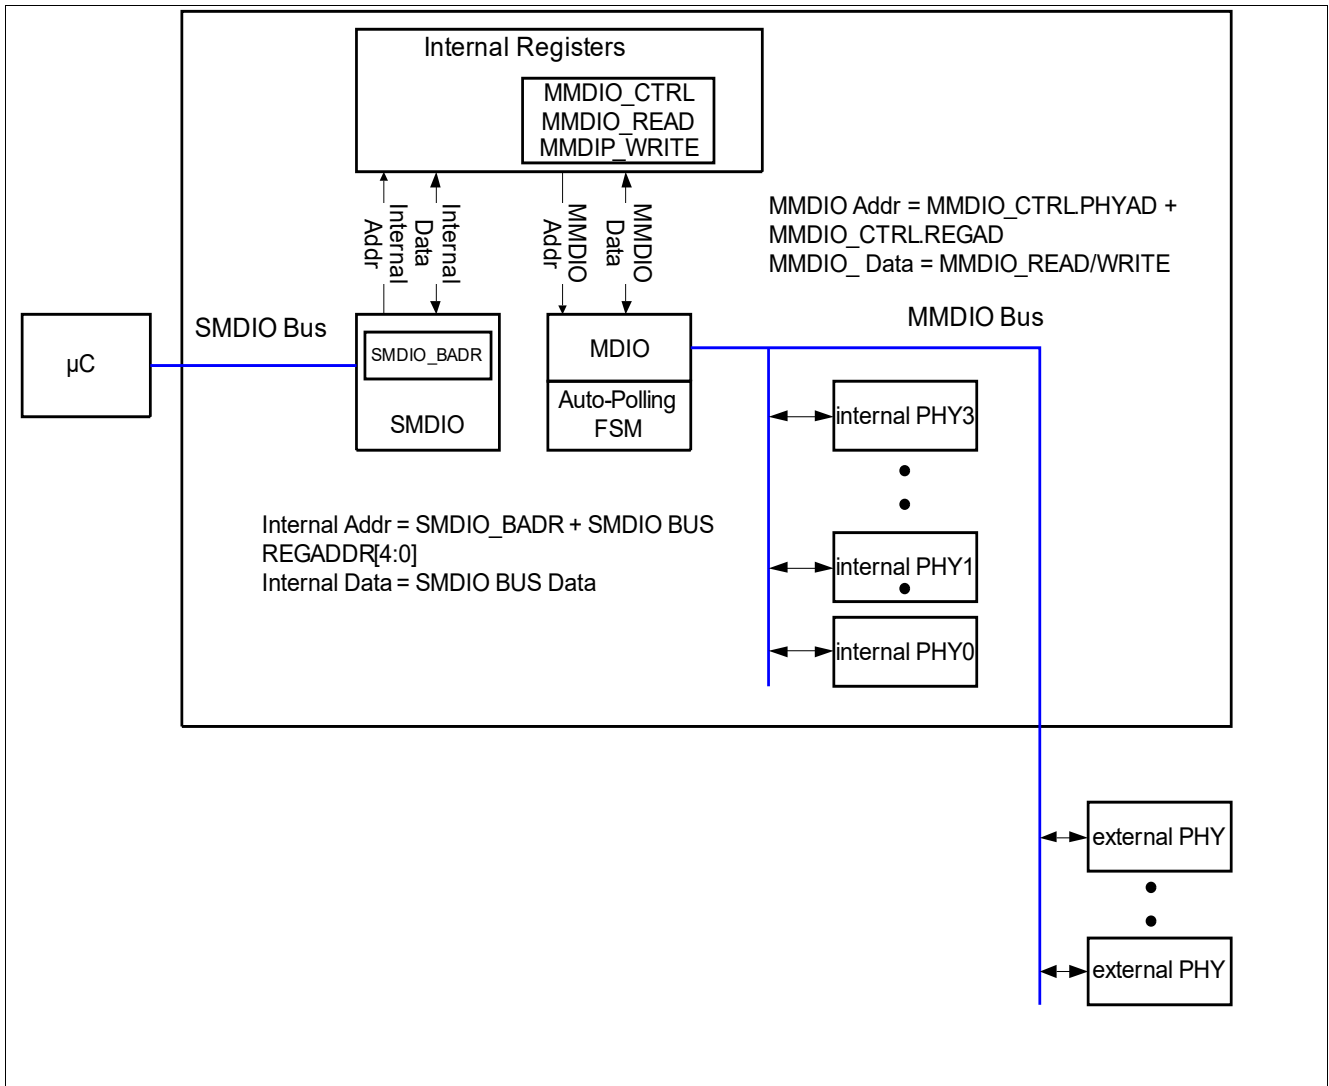 Internal Registers
MMDIO_CTRL
MMDIO_READ
MMDIP_WRITE
Internal
Addr
Internal
Data
MMDIO
Addr
MMDIO
Data
MMDIO Addr = MMDIO_CTRL.PHYAD +
MMDIO_CTRL.REGAD
MMDIO_ Data = MMDIO_READ/WRITE
SMDIO Bus
MMDIO Bus
µC
SMDIO_BADR
SMDIO
MDIO
Auto-Polling
FSM
internal PHY3
internal PHY1
internal PHY0
Internal Addr = SMDIO_BADR + SMDIO BUS
REGADDR[4:0]
Internal Data = SMDIO BUS Data
external PHY
external PHY